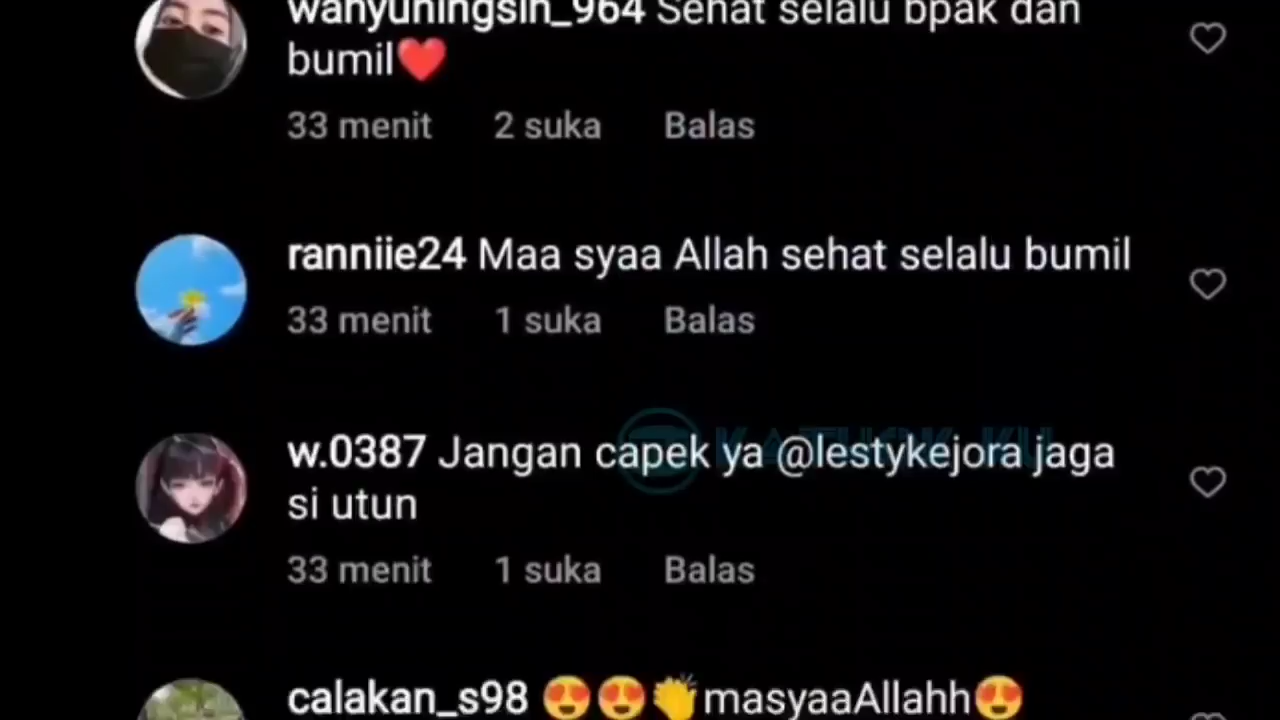 wahyuningsih_964 Sehat selalu bpak dan
bumil❤️
33 menit 2 suka Balas
ranniie24 Maa syaa Allah sehat selalu bumil
33 menit 1 suka Balas
w.0387 Jangan capek ya @lestykejora jaga
si utun
33 menit 1 suka Balas
calakan_s98 😍😍👏masyaaAllahh😍